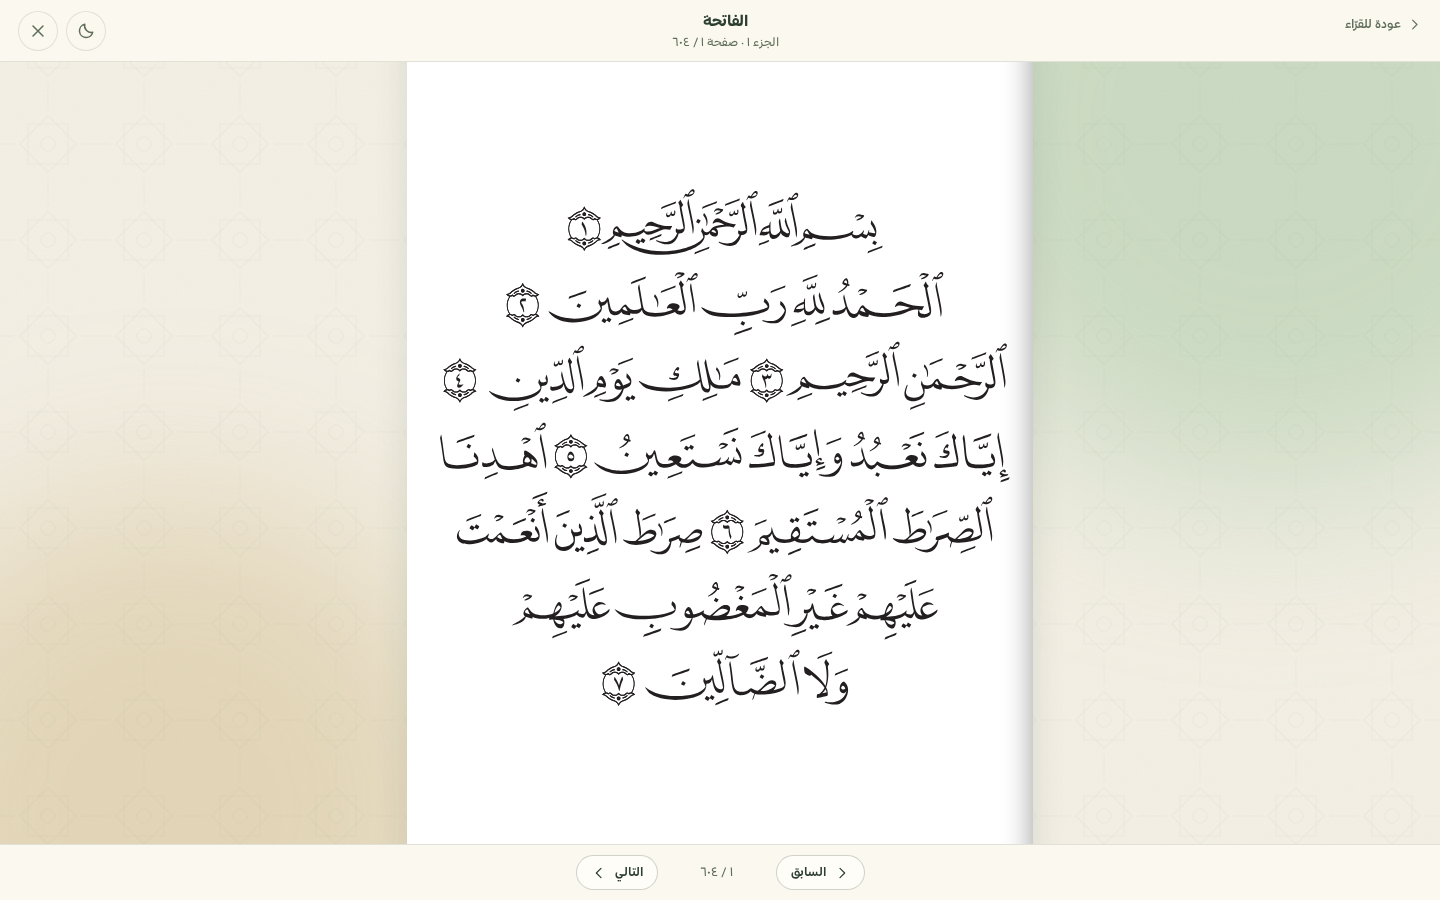 عودة للقرّاء
الفاتحة
الجزء ١ · صفحة ١ / ٦٠٤
بِسْمِ ٱللَّهِ ٱلرَّحْمَٰنِ ٱلرَّحِيمِ ١
ٱلْحَمْدُ لِلَّهِ رَبِّ ٱلْعَٰلَمِينَ ٢
ٱلرَّحْمَٰنِ ٱلرَّحِيمِ ٣ مَٰلِكِ يَوْمِ ٱلدِّينِ ٤
إِيَّاكَ نَعْبُدُ وَإِيَّاكَ نَسْتَعِينُ ٥ ٱهْدِنَا
ٱلصِّرَٰطَ ٱلْمُسْتَقِيمَ ٦ صِرَٰطَ ٱلَّذِينَ أَنْعَمْتَ
عَلَيْهِمْ غَيْرِ ٱلْمَغْضُوبِ عَلَيْهِمْ
وَلَا ٱلضَّآلِّينَ ٧
السابق
١ / ٦٠٤
التالي